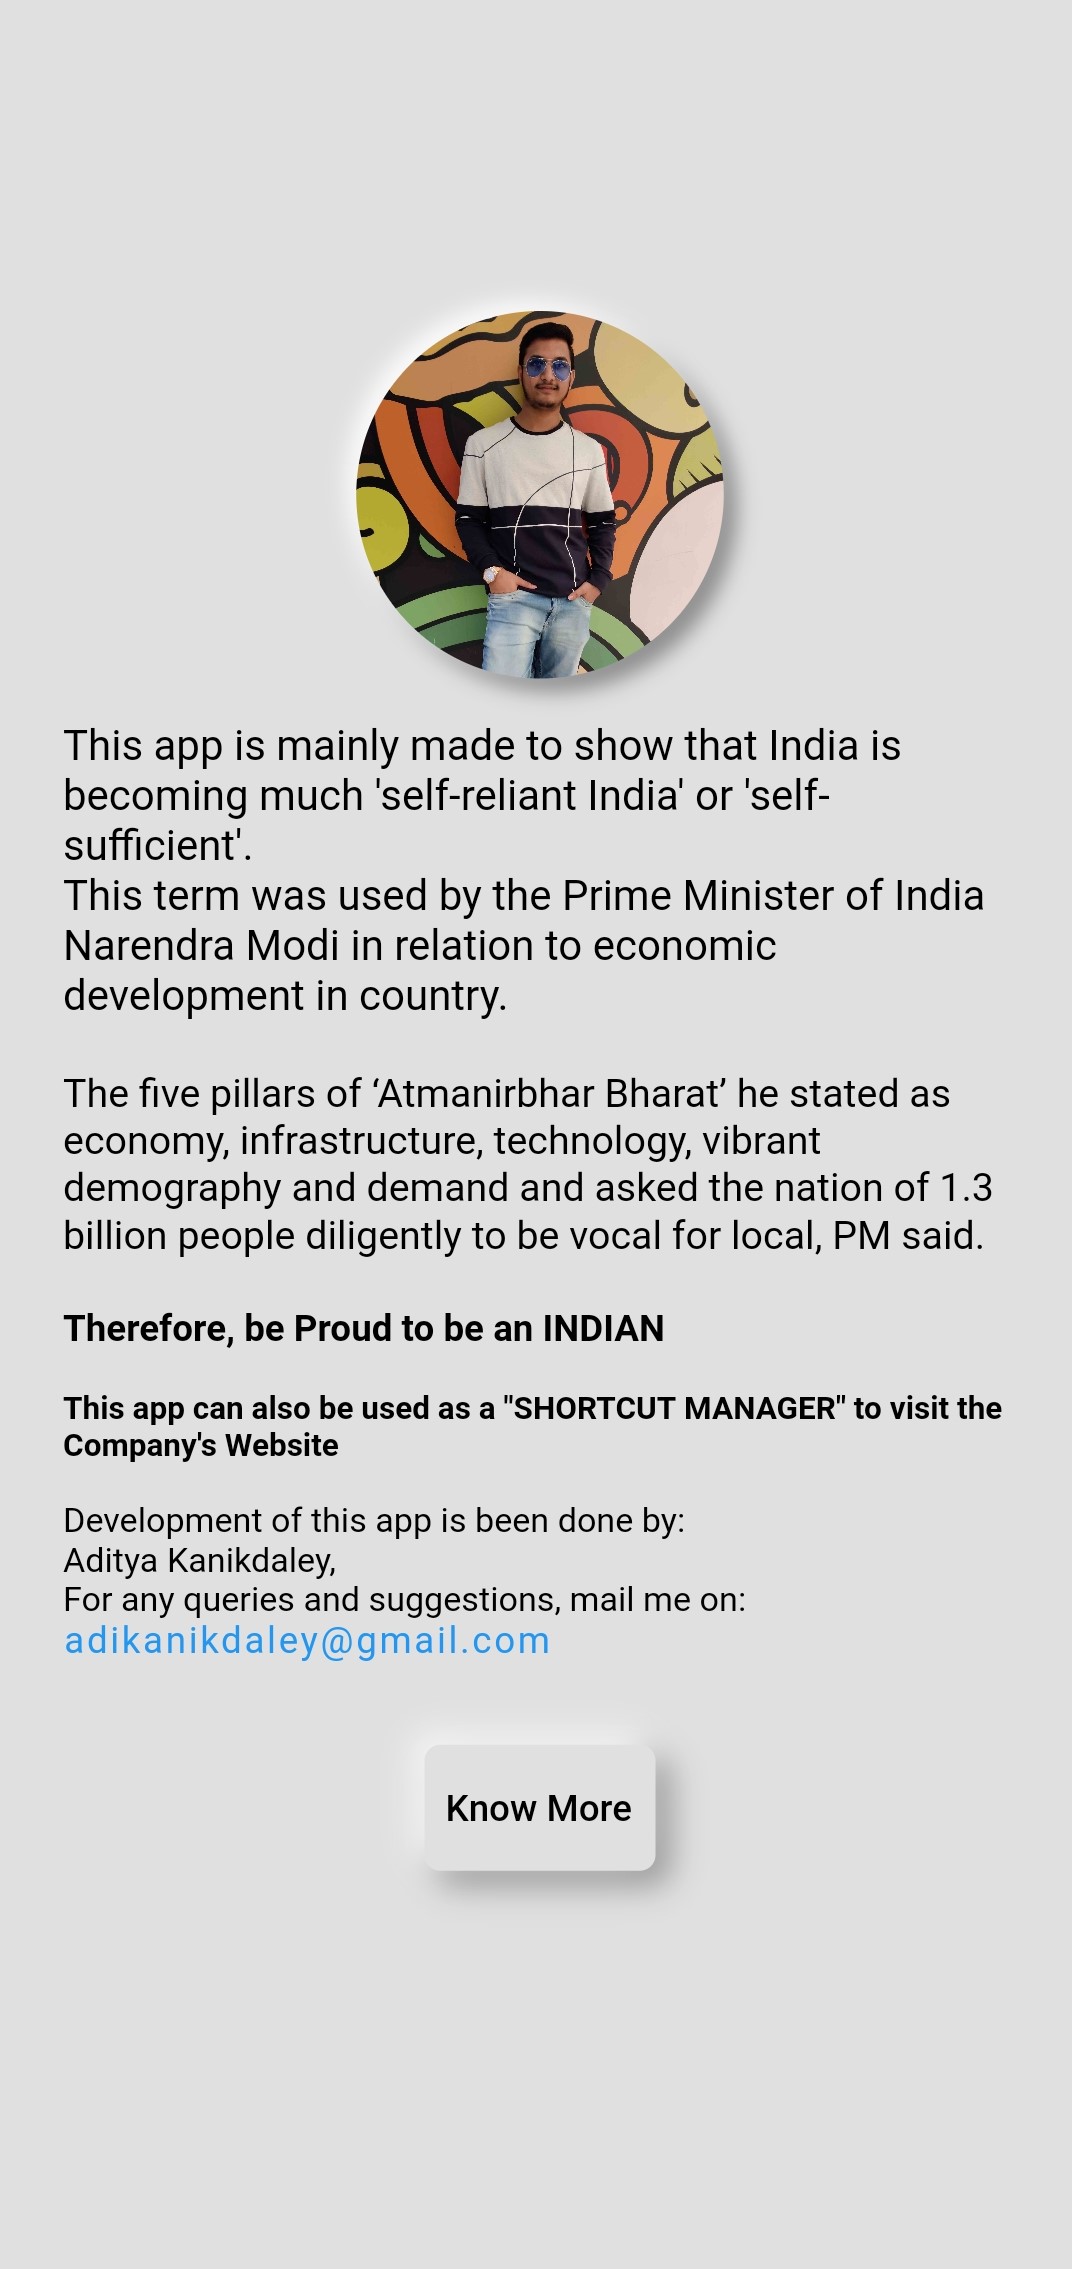 This app is mainly made to show that India is
becoming much 'self-reliant India' or 'self-
sufficient'.
This term was used by the Prime Minister of India
Narendra Modi in relation to economic
development in country.
The five pillars of ‘Atmanirbhar Bharat’ he stated as
economy, infrastructure, technology, vibrant
demography and demand and asked the nation of 1.3
billion people diligently to be vocal for local, PM said.
Therefore, be Proud to be an INDIAN
This app can also be used as a "SHORTCUT MANAGER" to visit the
Company's Website
Development of this app is been done by:
Aditya Kanikdaley,
For any queries and suggestions, mail me on:
adikanikdaley@gmail.com
Know More